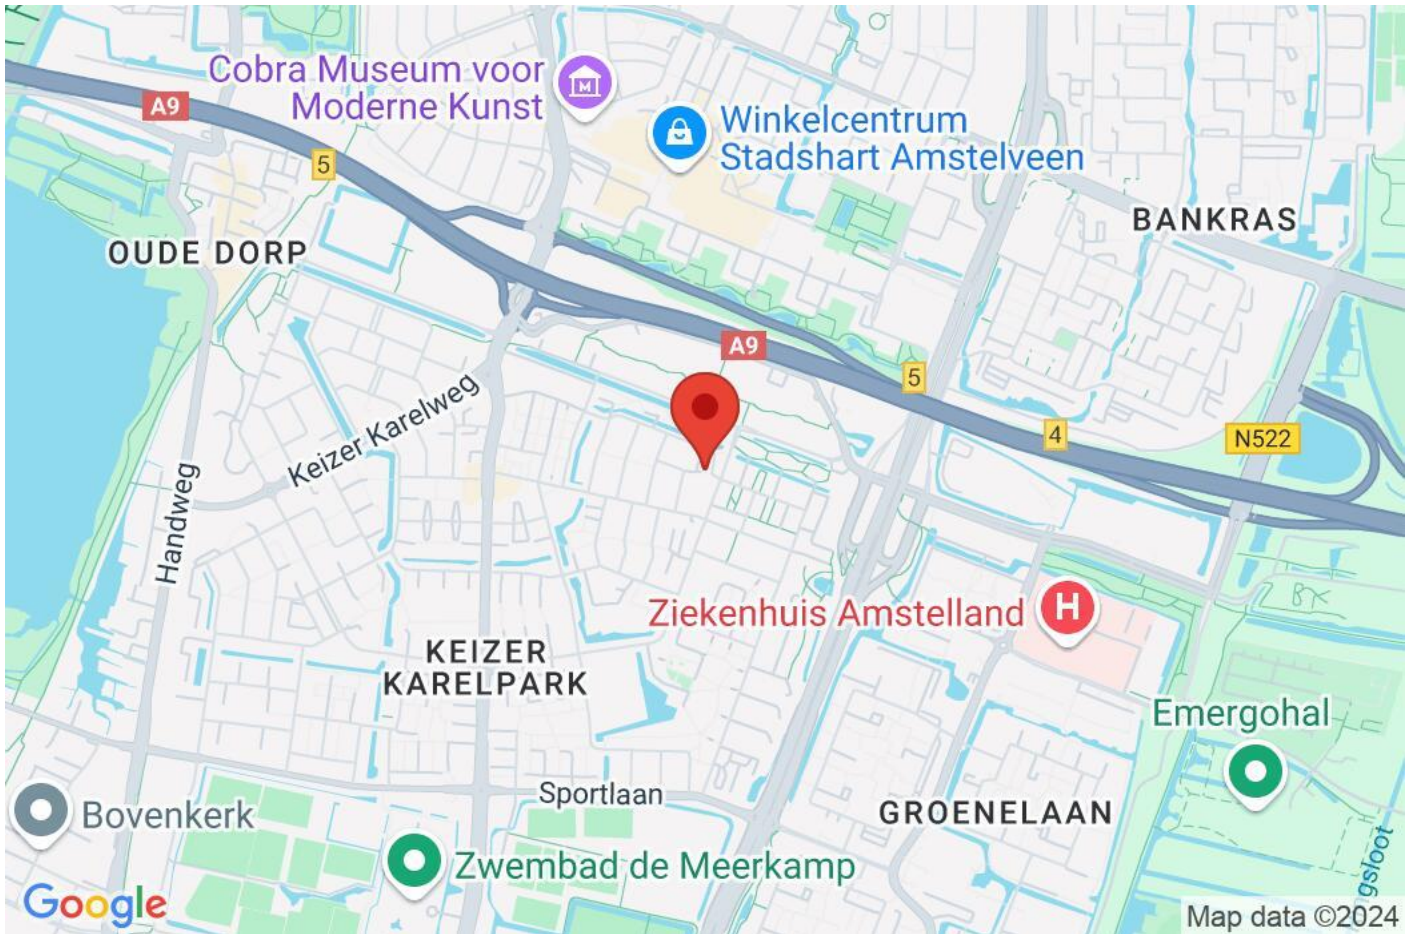 Cobra Museum voor
Moderne Kunst
A9
Winkelcentrum
Stadshart Amstelveen
5
BANKRAS
OUDE DORP
A9
5
Keizer Karelweg
4
N522
Handweg
Ziekenhuis Amstelland
H
KEIZER
KARELPARK
Emergohal
Sportlaan
Bovenkerk
GROENELAAN
Zwembad de Meerkamp
ngsloot
Google
Map data ©2024